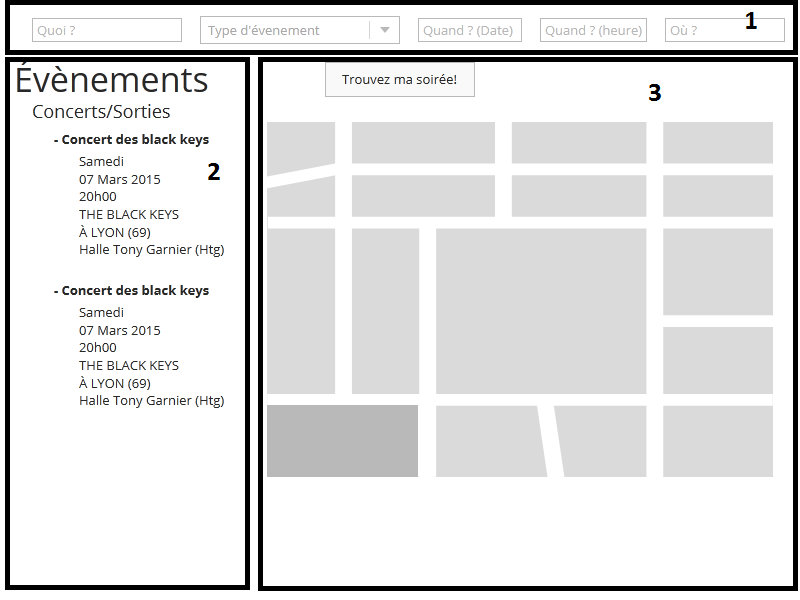 Quoi ?
Type d'évenement
Quand ? (Date)
Quand ? (heure)
Où ?
1
Évènements
Concerts/Sorties
- Concert des black keys
Samedi
07 Mars 2015
20h00
THE BLACK KEYS
À LYON (69)
Halle Tony Garnier (Htg)
2
- Concert des black keys
Samedi
07 Mars 2015
20h00
THE BLACK KEYS
À LYON (69)
Halle Tony Garnier (Htg)
Trouvez ma soirée!
3